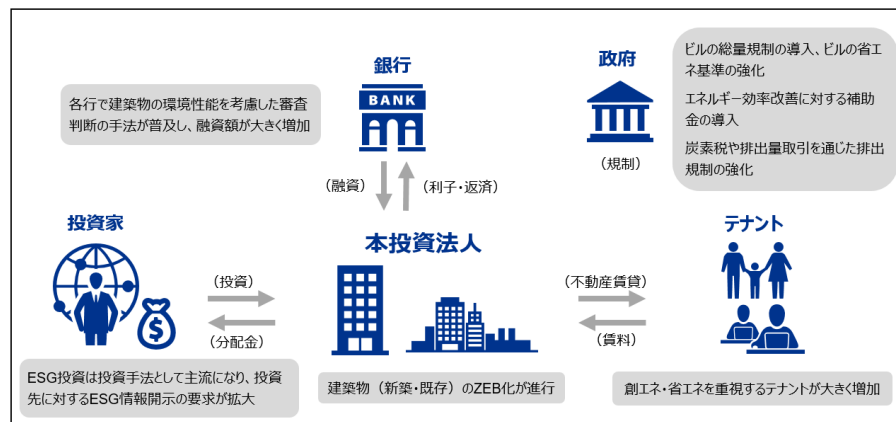 銀行
BANK
各行で建築物の環境性能を考慮した審査
判断の手法が普及し、融資額が大きく増加
政府
(規制)
ビルの総量規制の導入、ビルの省エ
ネ基準の強化
エネルギー効率改善に対する補助
金の導入
炭素税や排出量取引を通じた排出
規制の強化
(融資)
(利子・返済)
投資家
$
(投資)
(分配金)
ESG投資は投資手法として主流になり、投資
先に対するESG情報開示の要求が拡大
本投資法人
建築物（新築・既存）のZEB化が進行
(不動産賃貸)
(賃料)
テナント
創エネ・省エネを重視するテナントが大きく増加